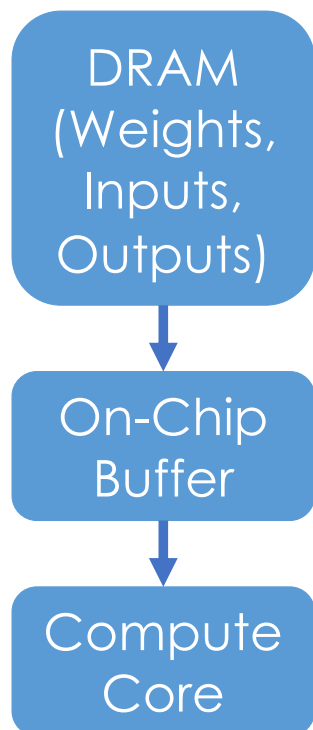 DRAM
(Weights,
Inputs,
Outputs)
On-Chip
Buffer
Compute
Core